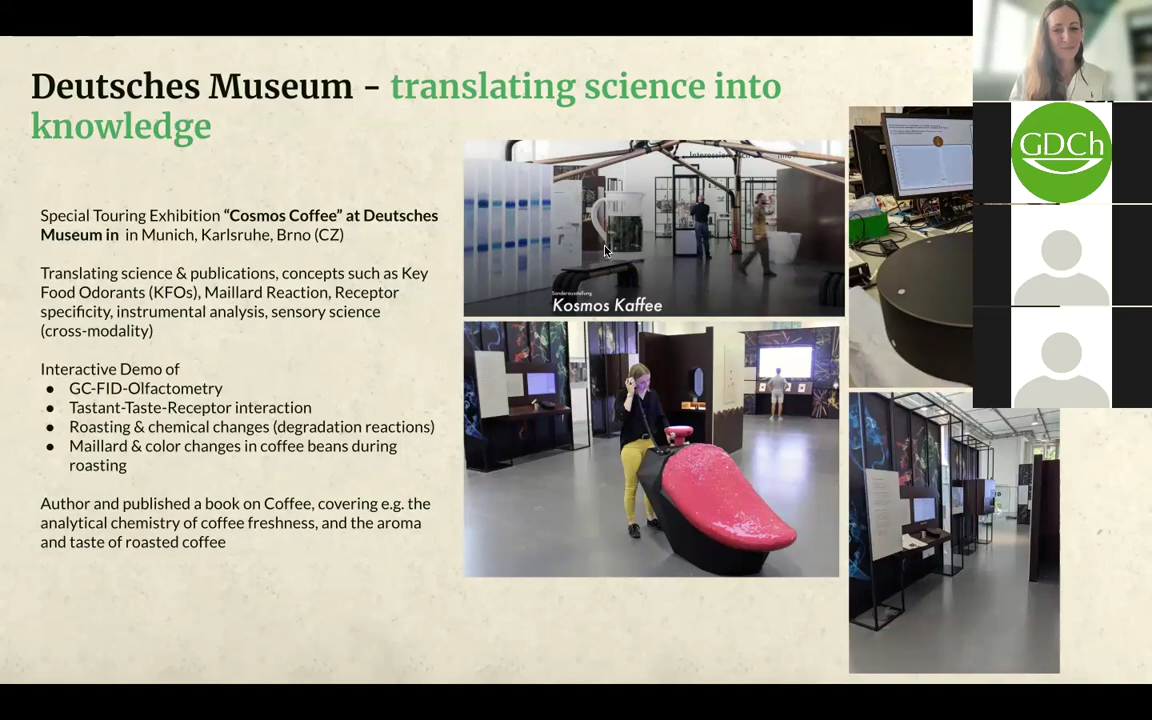 Deutsches Museum - translating science into
knowledge
Special Touring Exhibition “Cosmos Coffee” at Deutsches
Museum in in Munich, Karlsruhe, Brno (CZ)
Translating science & publications, concepts such as Key
Food Odorants (KFOs), Maillard Reaction, Receptor
specificity, instrumental analysis, sensory science
(cross-modality)
Interactive Demo of
● GC-FID-Olfactometry
● Tastant-Taste-Receptor interaction
● Roasting & chemical changes (degradation reactions)
● Maillard & color changes in coffee beans during
roasting
Author and published a book on Coffee, covering e.g. the
analytical chemistry of coffee freshness, and the aroma
and taste of roasted coffee
Sonderausstellung
Kosmos Kaffee
GDCh